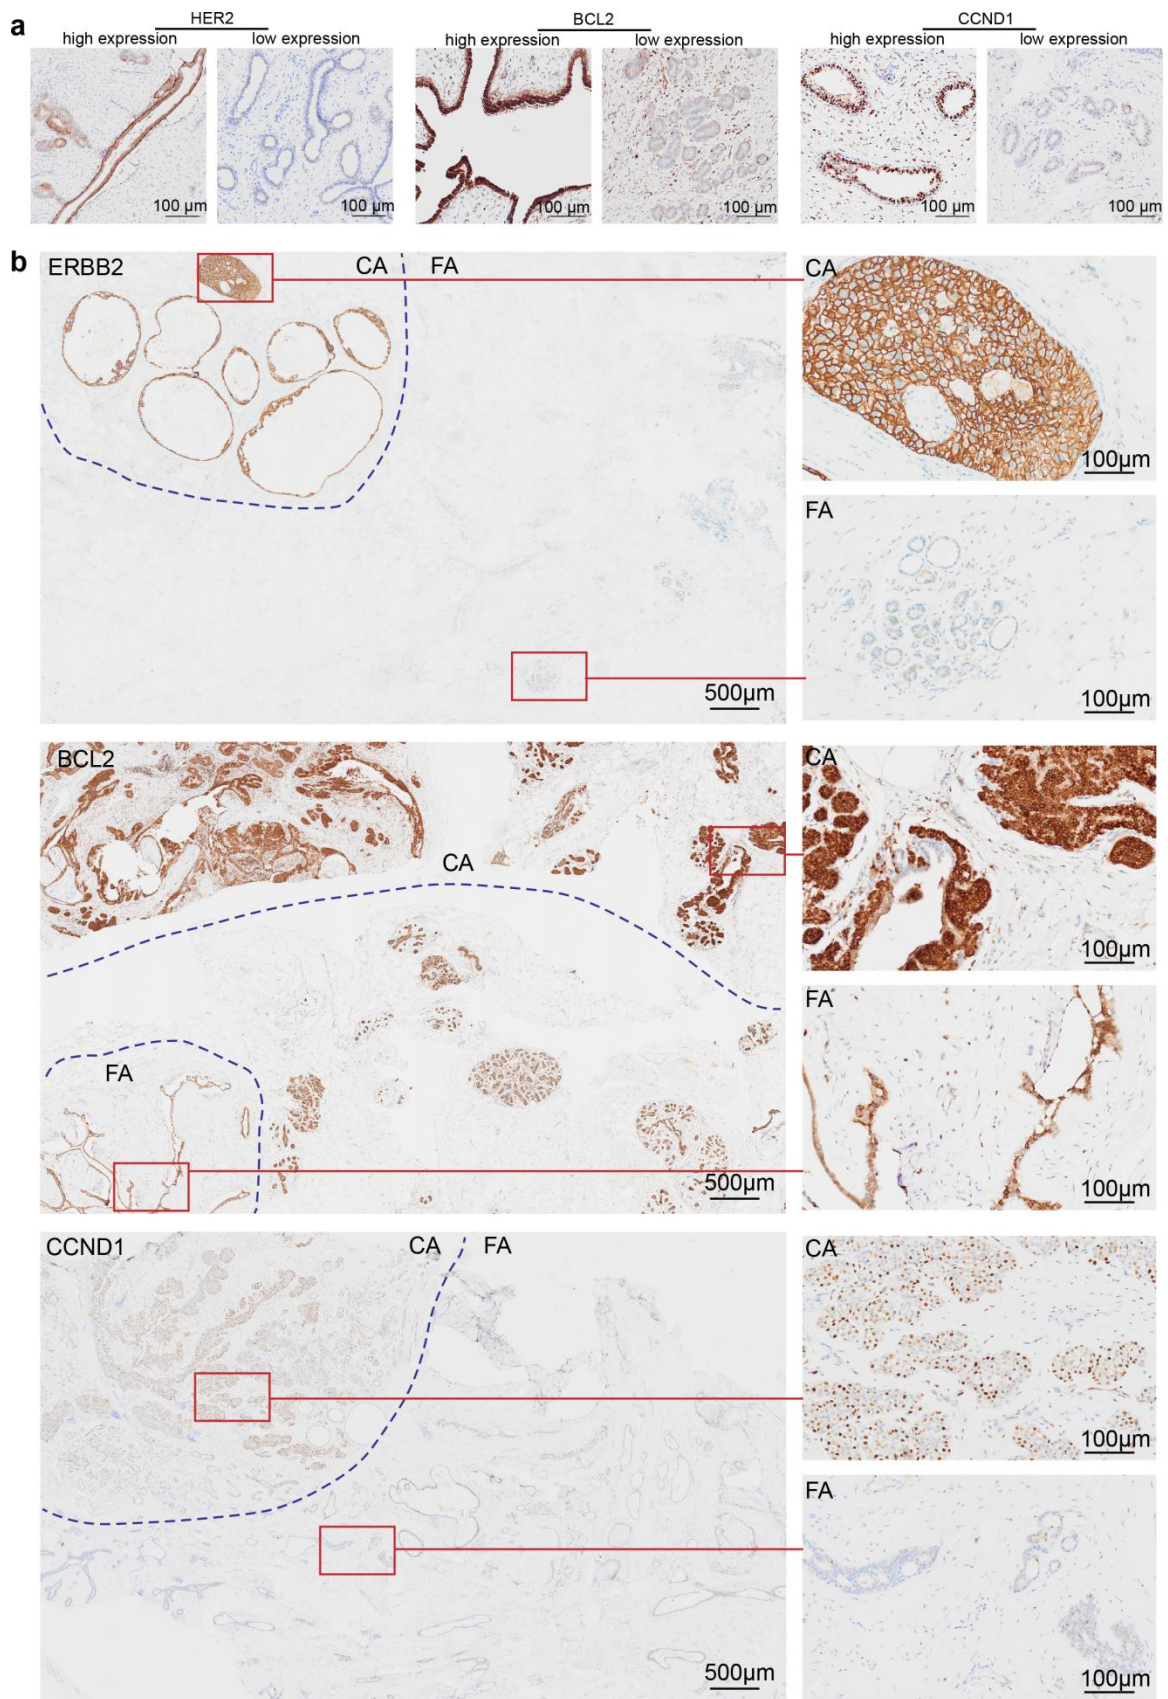 a
HER2
high expression low expression
100 µm 100 µm
BCL2
high expression low expression
100 µm 100 µm
CCND1
high expression low expression
100 µm 100 µm
b
ERBB2 CA FA
500µm
CA
100µm
FA
100µm
BCL2
CA
FA
500µm
CA
100µm
FA
100µm
CCND1 CA FA
500µm
CA
100µm
FA
100µm